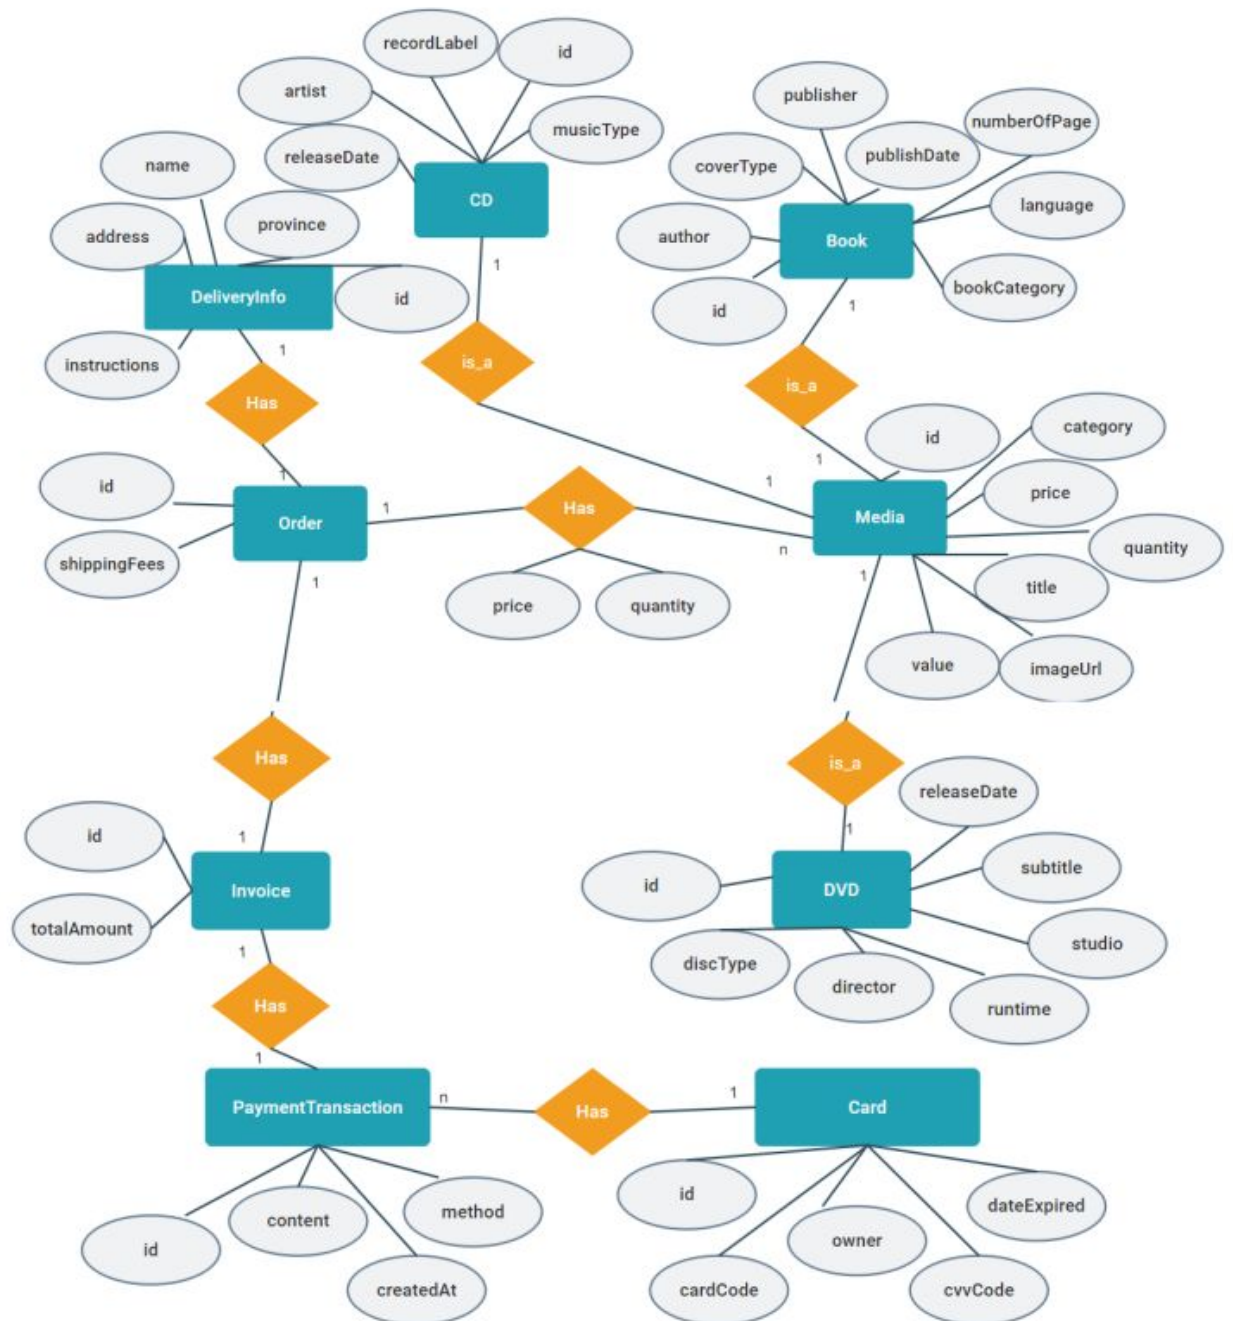 recordLabel
id
artist
musicType
releaseDate
CD
name
address
province
DeliveryInfo
id
instructions
1
1
is_a
Has
1
publisher
numberOfPage
publishDate
coverType
language
author
Book
bookCategory
id
1
is_a
1
id
category
1
price
Media
quantity
n
title
1
value
imageUrl
id
Order
1
shippingFees
1
Has
price
quantity
Has
1
id
Invoice
totalAmount
1
Has
1
is_a
releaseDate
1
subtitle
id
DVD
studio
discType
director
runtime
PaymentTransaction
n
Has
1
Card
id
content
method
createdAt
id
dateExpired
owner
cardCode
cvvCode